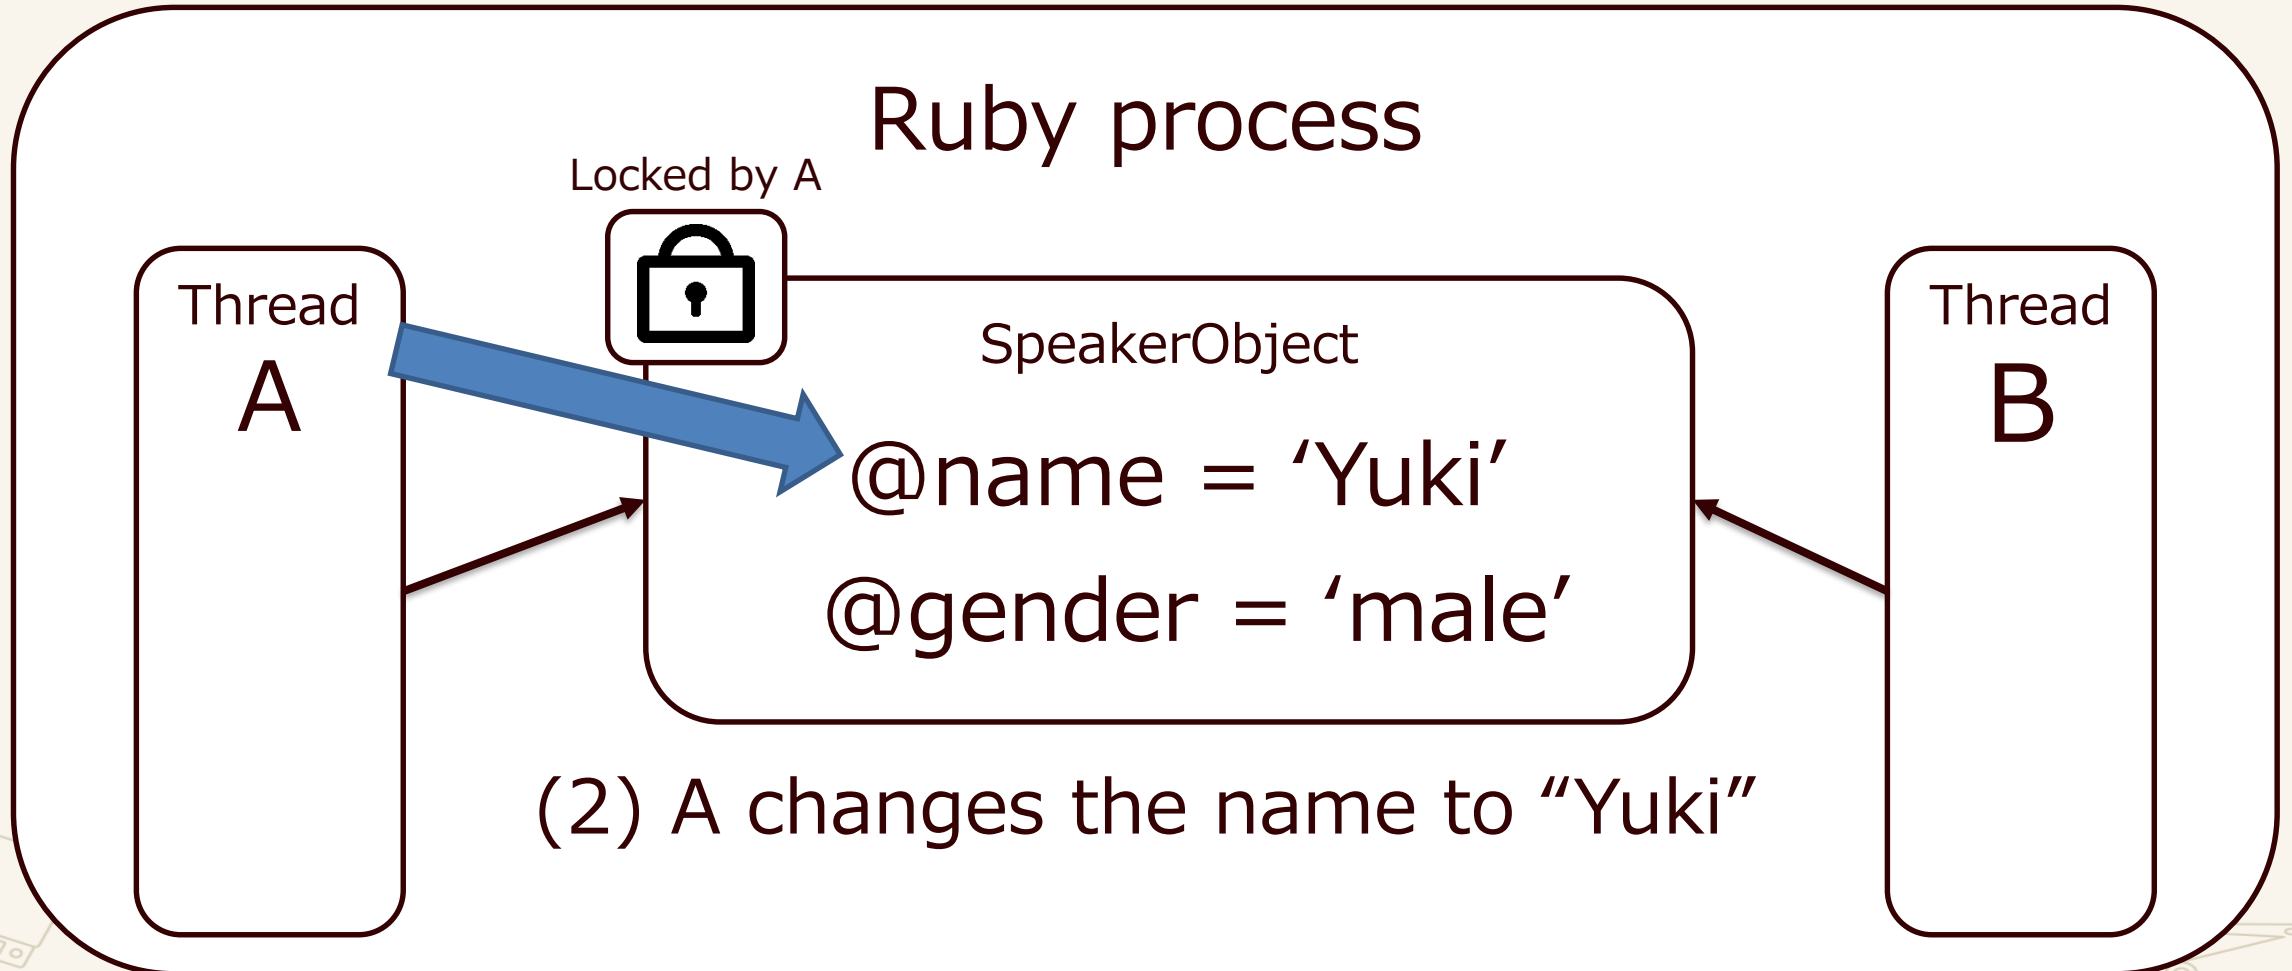 Ruby process
Locked by A
Thread
A
SpeakerObject
@name = ‘Yuki’
@gender = ‘male’
Thread
B
(2) A changes the name to “Yuki”